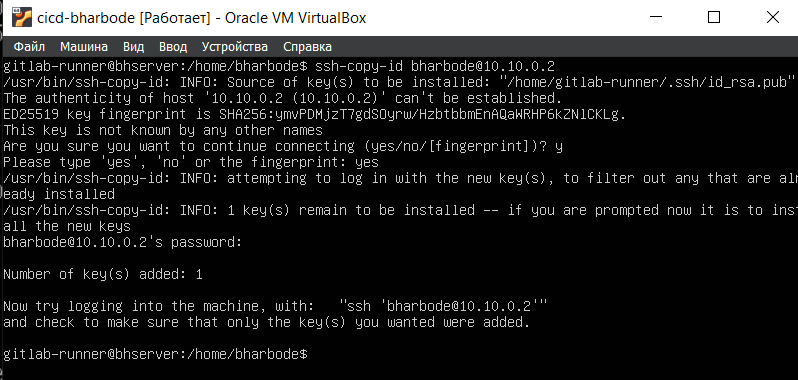 cicd-bharbode [Работает] - Oracle VM VirtualBox
Файл Машина Вид Ввод Устройства Справка
gitlab-runner@bhserver:/home/bharbode$ ssh-copy-id bharbode@10.10.0.2
/usr/bin/ssh-copy-id: INFO: Source of key(s) to be installed: "/home/gitlab-runner/.ssh/id_rsa.pub"
The authenticity of host '10.10.0.2 (10.10.0.2)' can't be established.
ED25519 key fingerprint is SHA256:ymvPDMjzT7gdSOyrw/HzbtbbmEnAQaWRHP6kZNlCKLg.
This key is not known by any other names
Are you sure you want to continue connecting (yes/no/[fingerprint])? y
Please type 'yes', 'no' or the fingerprint: yes
/usr/bin/ssh-copy-id: INFO: attempting to log in with the new key(s), to filter out any that are alr
eady installed
/usr/bin/ssh-copy-id: INFO: 1 key(s) remain to be installed -- if you are prompted now it is to inst
all the new keys
bharbode@10.10.0.2's password:
Number of key(s) added: 1
Now try logging into the machine, with:   "ssh 'bharbode@10.10.0.2'"
and check to make sure that only the key(s) you wanted were added.
gitlab-runner@bhserver:/home/bharbode$